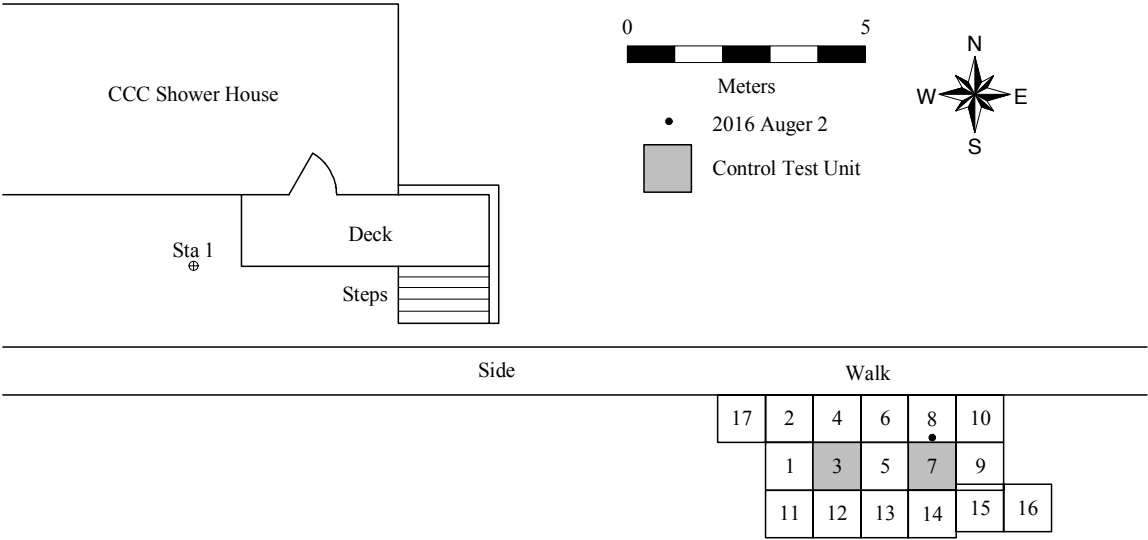 0 5
N
CCC Shower House
Meters
W E
2016 Auger 2
S
Control Test Unit
Deck
Sta 1
Steps
Side Walk
17 2 4 6 8 10
1 3 5 7 9
11 12 13 14 15 16